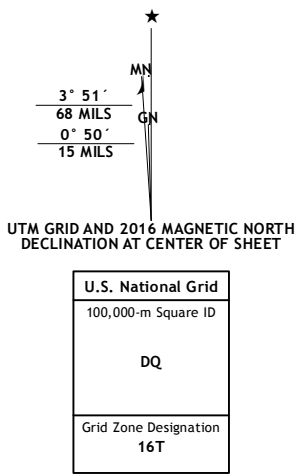 ★
MN
3° 51´
68 MILS
GN
0° 50´
15 MILS
UTM GRID AND 2016 MAGNETIC NORTH
DECLINATION AT CENTER OF SHEET
U.S. National Grid
100,000-m Square ID
DQ
Grid Zone Designation
16T